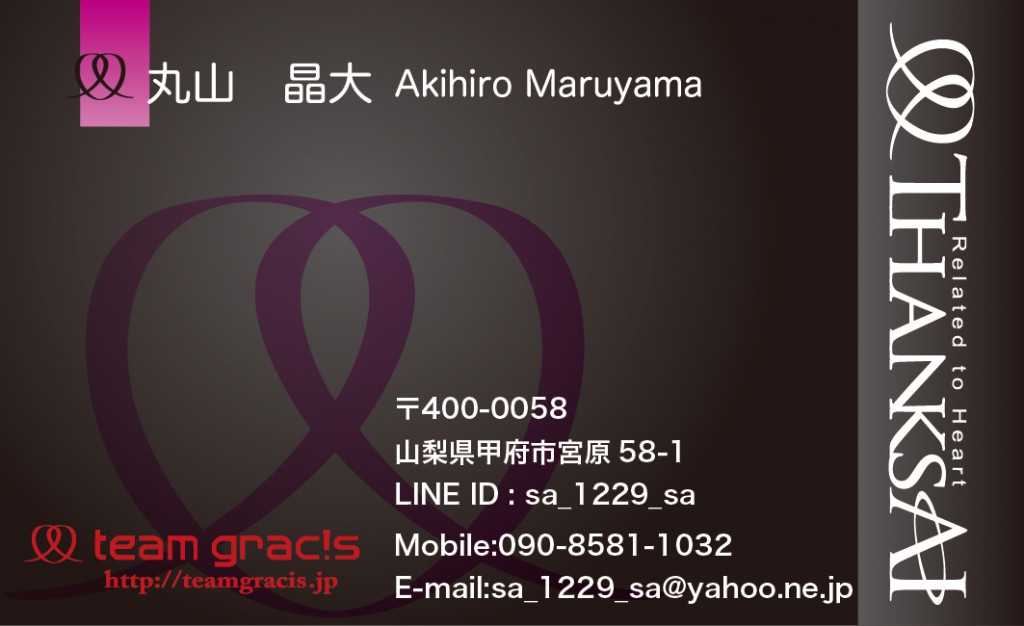 丸山　晶大 Akihiro Maruyama
〒400-0058
山梨県甲府市宮原 58-1
LINE ID : sa_1229_sa
Mobile:090-8581-1032
E-mail:sa_1229_sa@yahoo.ne.jp
team grac!s
http://teamgracis.jp
THANKSAI
Related to Heart